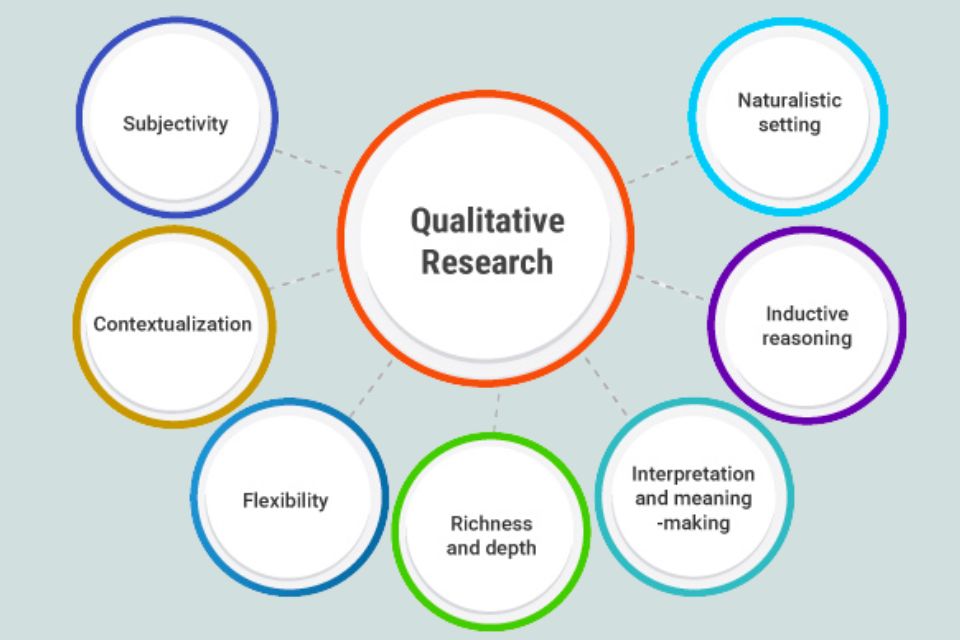 Qualitative
Research
Subjectivity
Contextualization
Flexibility
Richness
and depth
Interpretation
and meaning
-making
Inductive
reasoning
Naturalistic
setting